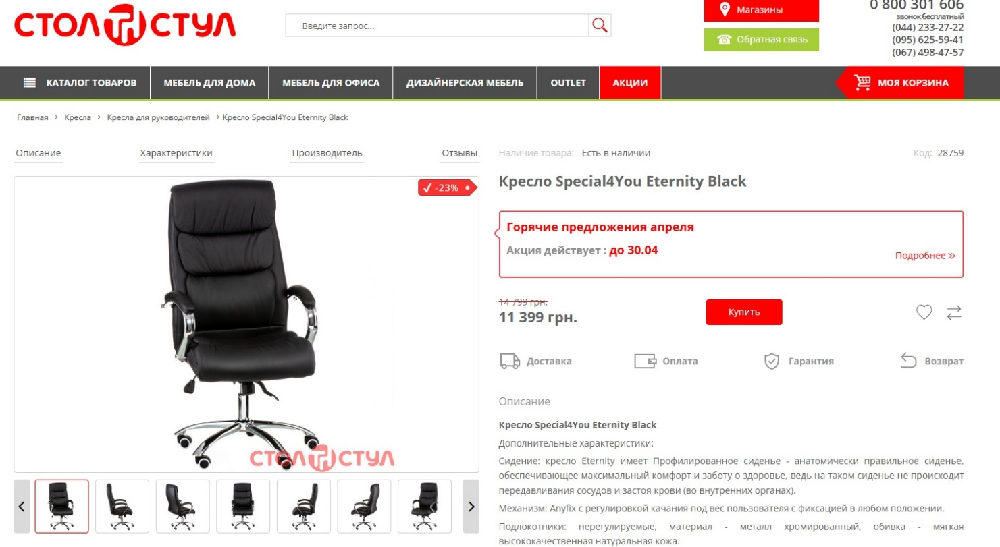 СТОЛ И СТУЛ
Введите запрос...
Магазины
Обратная связь
0 800 301 606
звонок бесплатный
(044) 233-27-22
(095) 625-59-41
(067) 498-47-57
КАТАЛОГ ТОВАРОВ
МЕБЕЛЬ ДЛЯ ДОМА
МЕБЕЛЬ ДЛЯ ОФИСА
ДИЗАЙНЕРСКАЯ МЕБЕЛЬ
OUTLET
АКЦИИ
МОЯ КОРЗИНА
Главная > Кресла > Кресла для руководителей > Кресло Special4You Eternity Black
Описание
Характеристики
Производитель
Отзывы
-23%
СТОЛ И СТУЛ
Наличие товара: Есть в наличии
Код: 28759
Кресло Special4You Eternity Black
Горячие предложения апреля
Акция действует : до 30.04
Подробнее »
14 799 грн.
11 399 грн.
Купить
Доставка
Оплата
Гарантия
Возврат
Описание
Кресло Special4You Eternity Black
Дополнительные характеристики:
Сидение: кресло Eternity имеет Профилированное сиденье - анатомически правильное сиденье,
обеспечивающее максимальный комфорт и заботу о здоровье, ведь на таком сиденье не происходит
передавливания сосудов и застоя крови (во внутренних органах).
Механизм: Anyfix с регулировкой качания под вес пользователя с фиксацией в любом положении.
Подлокотники: нерегулируемые, материал - металл хромированный, обивка - мягкая
высококачественная натуральная кожа.